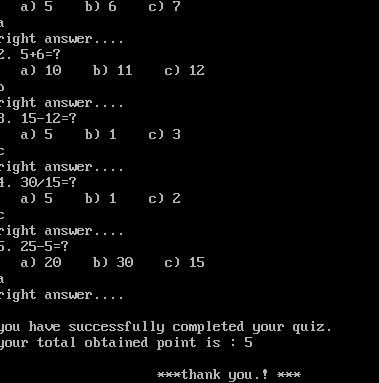 a) 5 b) 6 c) 7
a
right answer....
2. 5+6=?
a) 10 b) 11 c) 12
b
right answer....
3. 15-12=?
a) 5 b) 1 c) 3
c
right answer....
4. 30/15=?
a) 5 b) 1 c) 2
c
right answer....
5. 25-5=?
a) 20 b) 30 c) 15
a
right answer....
you have successfully completed your quiz.
your total obtained point is : 5
***thank you.! ***